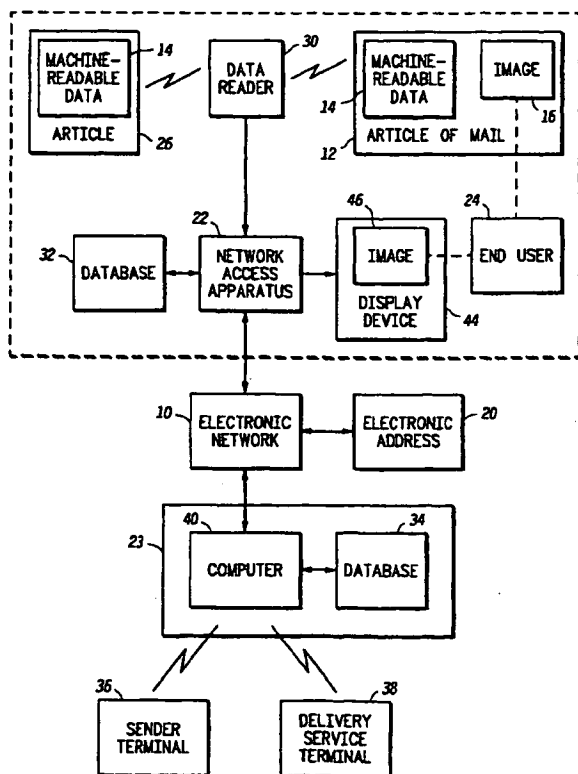 14
MACHINE-
READABLE
DATA
ARTICLE
26
30
DATA
READER
14
MACHINE-
READABLE
DATA
IMAGE
16
ARTICLE OF MAIL
12
22
NETWORK
ACCESS
APPARATUS
32
DATABASE
46
IMAGE
DISPLAY
DEVICE
44
24
END USER
10
ELECTRONIC
NETWORK
20
ELECTRONIC
ADDRESS
23
40
COMPUTER
34
DATABASE
36
SENDER
TERMINAL
38
DELIVERY
SERVICE
TERMINAL